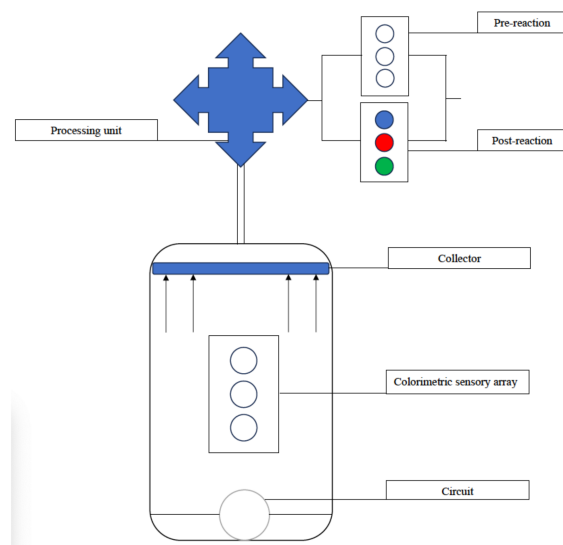 Pre-reaction
Processing unit
Post-reaction
Collector
Colorimetric sensory array
Circuit